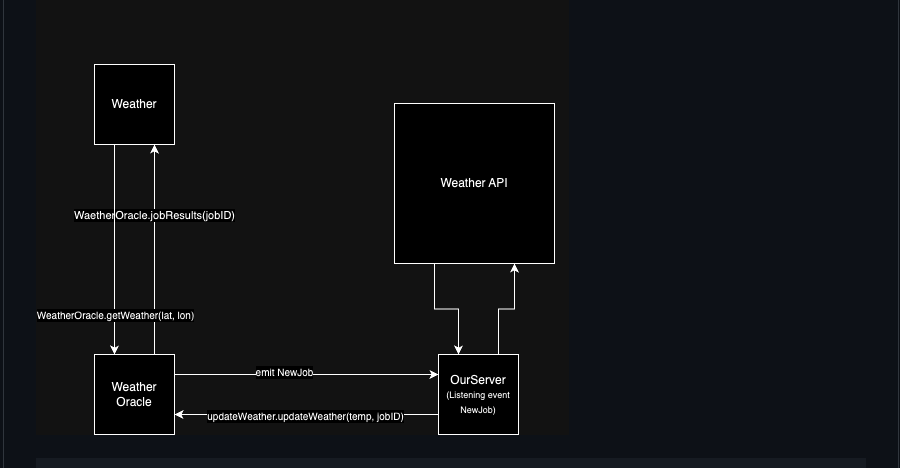 Weather
Weather API
WaetherOracle.jobResults(jobID)
WeatherOracle.getWeather(lat, lon)
Weather
Oracle
emit NewJob
OurServer
(Listening event
NewJob)
updateWeather.updateWeather(temp, jobID)